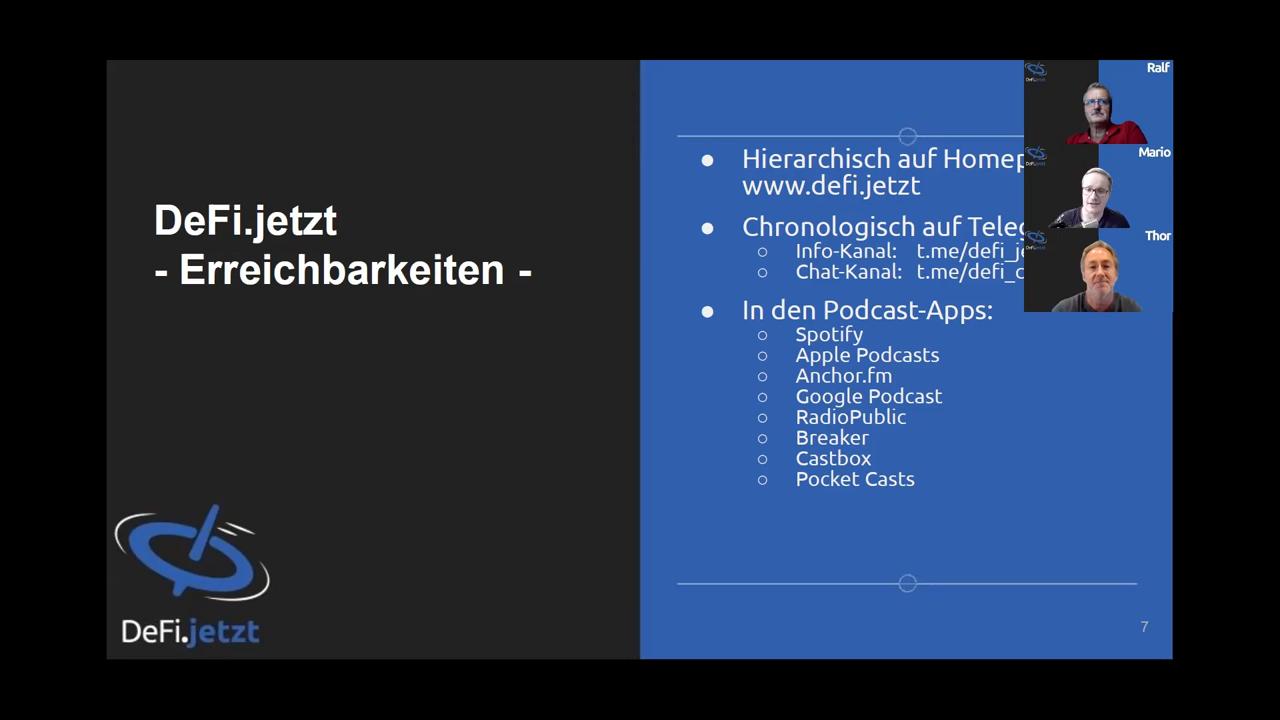 DeFi.jetzt
- Erreichbarkeiten -
DeFi.jetzt
Hierarchisch auf Homep
www.defi.jetzt
Chronologisch auf Teleg
Info-Kanal: t.me/defi_je
Chat-Kanal: t.me/defi_c
In den Podcast-Apps:
Spotify
Apple Podcasts
Anchor.fm
Google Podcast
RadioPublic
Breaker
Castbox
Pocket Casts
7
Ralf
Mario
Thor